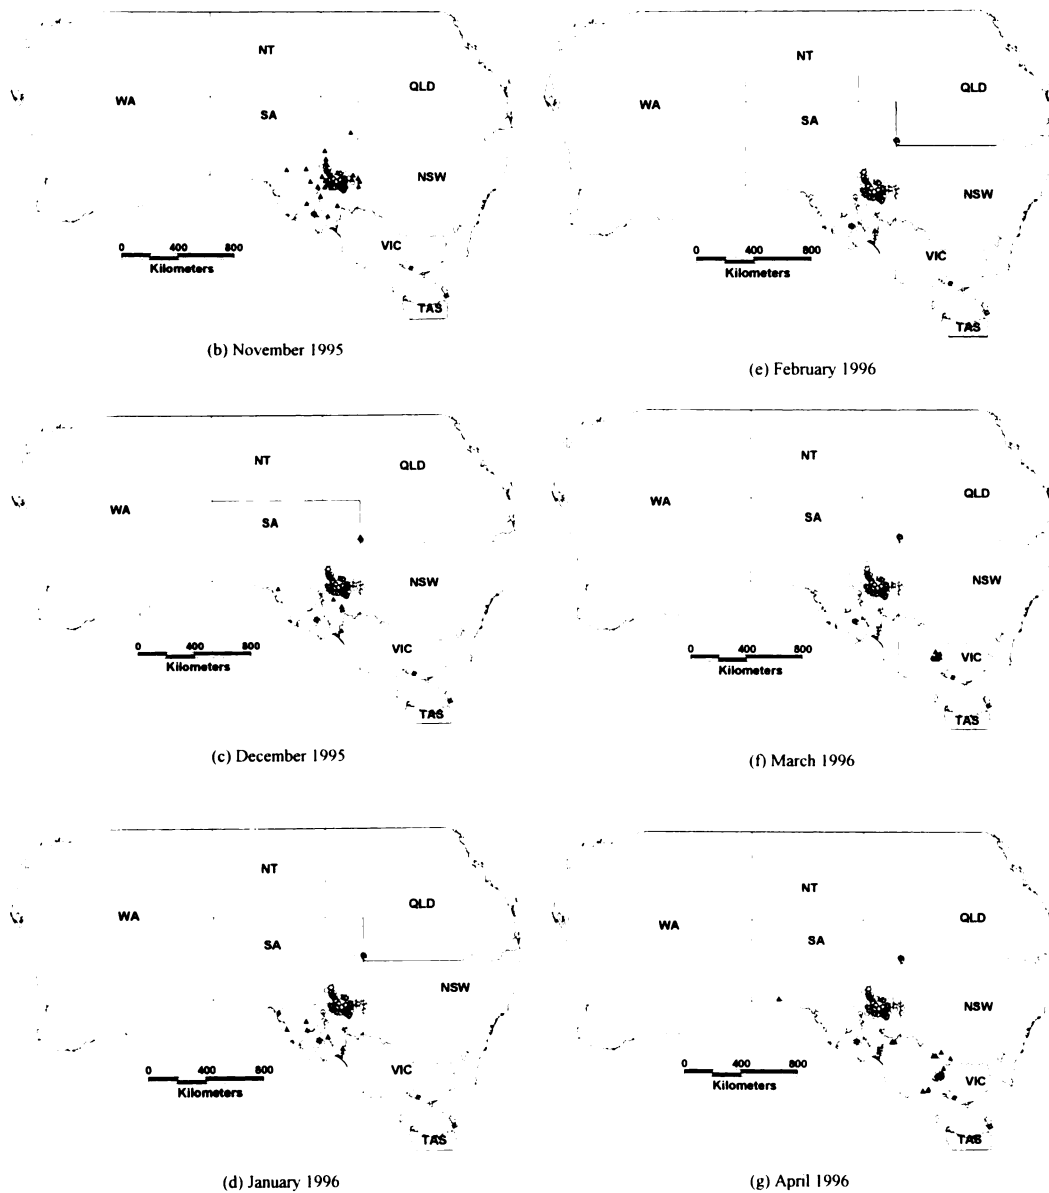 NT
QLD
WA
SA
NSW
0 400 800
VIC
Kilometers
TAS
(b) November 1995
NT
QLD
WA
SA
NSW
0 400 800
VIC
Kilometers
TAS
(e) February 1996
NT
QLD
WA
SA
NSW
0 400 800
VIC
Kilometers
TAS
(c) December 1995
NT
QLD
WA
SA
NSW
0 400 800
VIC
Kilometers
TAS
(f) March 1996
NT
QLD
WA
SA
NSW
0 400 800
VIC
Kilometers
TAS
(d) January 1996
NT
QLD
WA
SA
NSW
0 400 800
VIC
Kilometers
TAS
(g) April 1996